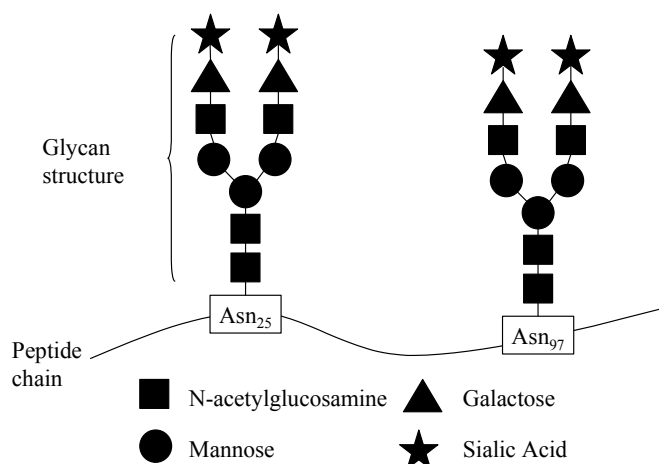 Glycan
structure
Asn₂₅
Asn₉₇
Peptide
chain
N-acetylglucosamine
Galactose
Mannose
Sialic Acid